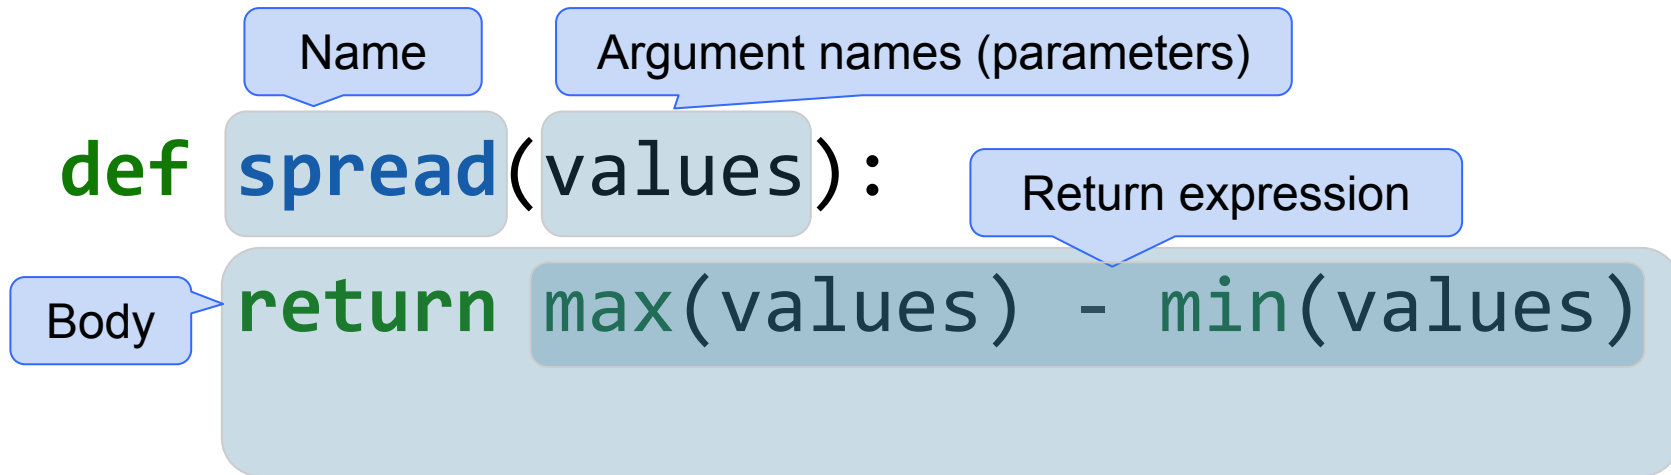 Name
Argument names (parameters)
def spread(values):
Return expression
Body
return max(values) - min(values)